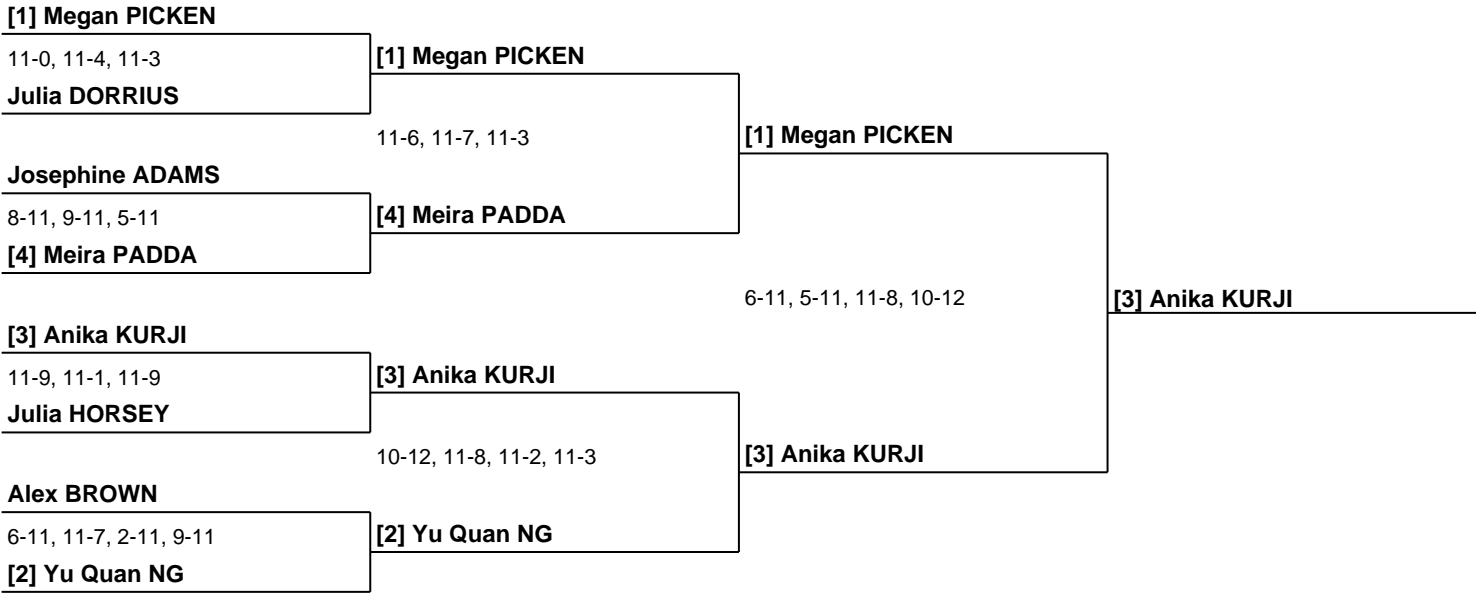 [1] Megan PICKEN
11-0, 11-4, 11-3
Julia DORRIUS
Josephine ADAMS
8-11, 9-11, 5-11
[4] Meira PADDA
[3] Anika KURJI
11-9, 11-1, 11-9
Julia HORSEY
Alex BROWN
6-11, 11-7, 2-11, 9-11
[2] Yu Quan NG
[1] Megan PICKEN
11-6, 11-7, 11-3
[4] Meira PADDA
[3] Anika KURJI
10-12, 11-8, 11-2, 11-3
[2] Yu Quan NG
[1] Megan PICKEN
6-11, 5-11, 11-8, 10-12
[3] Anika KURJI
[3] Anika KURJI